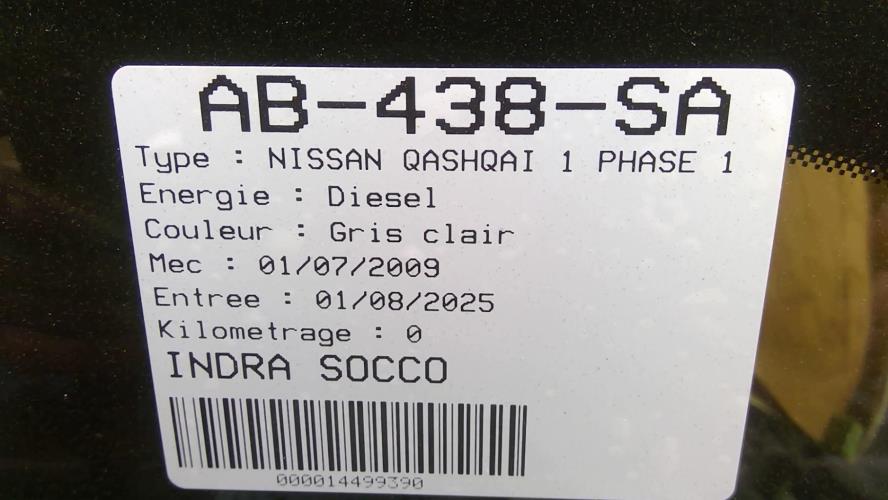 AB-438-SA
Type : NISSAN QASHQAI 1 PHASE 1
Energie : Diesel
Couleur : Gris clair
Mec : 01/07/2009
Entree : 01/08/2025
Kilometrage : 0
INDRA SOCCO
000014499390